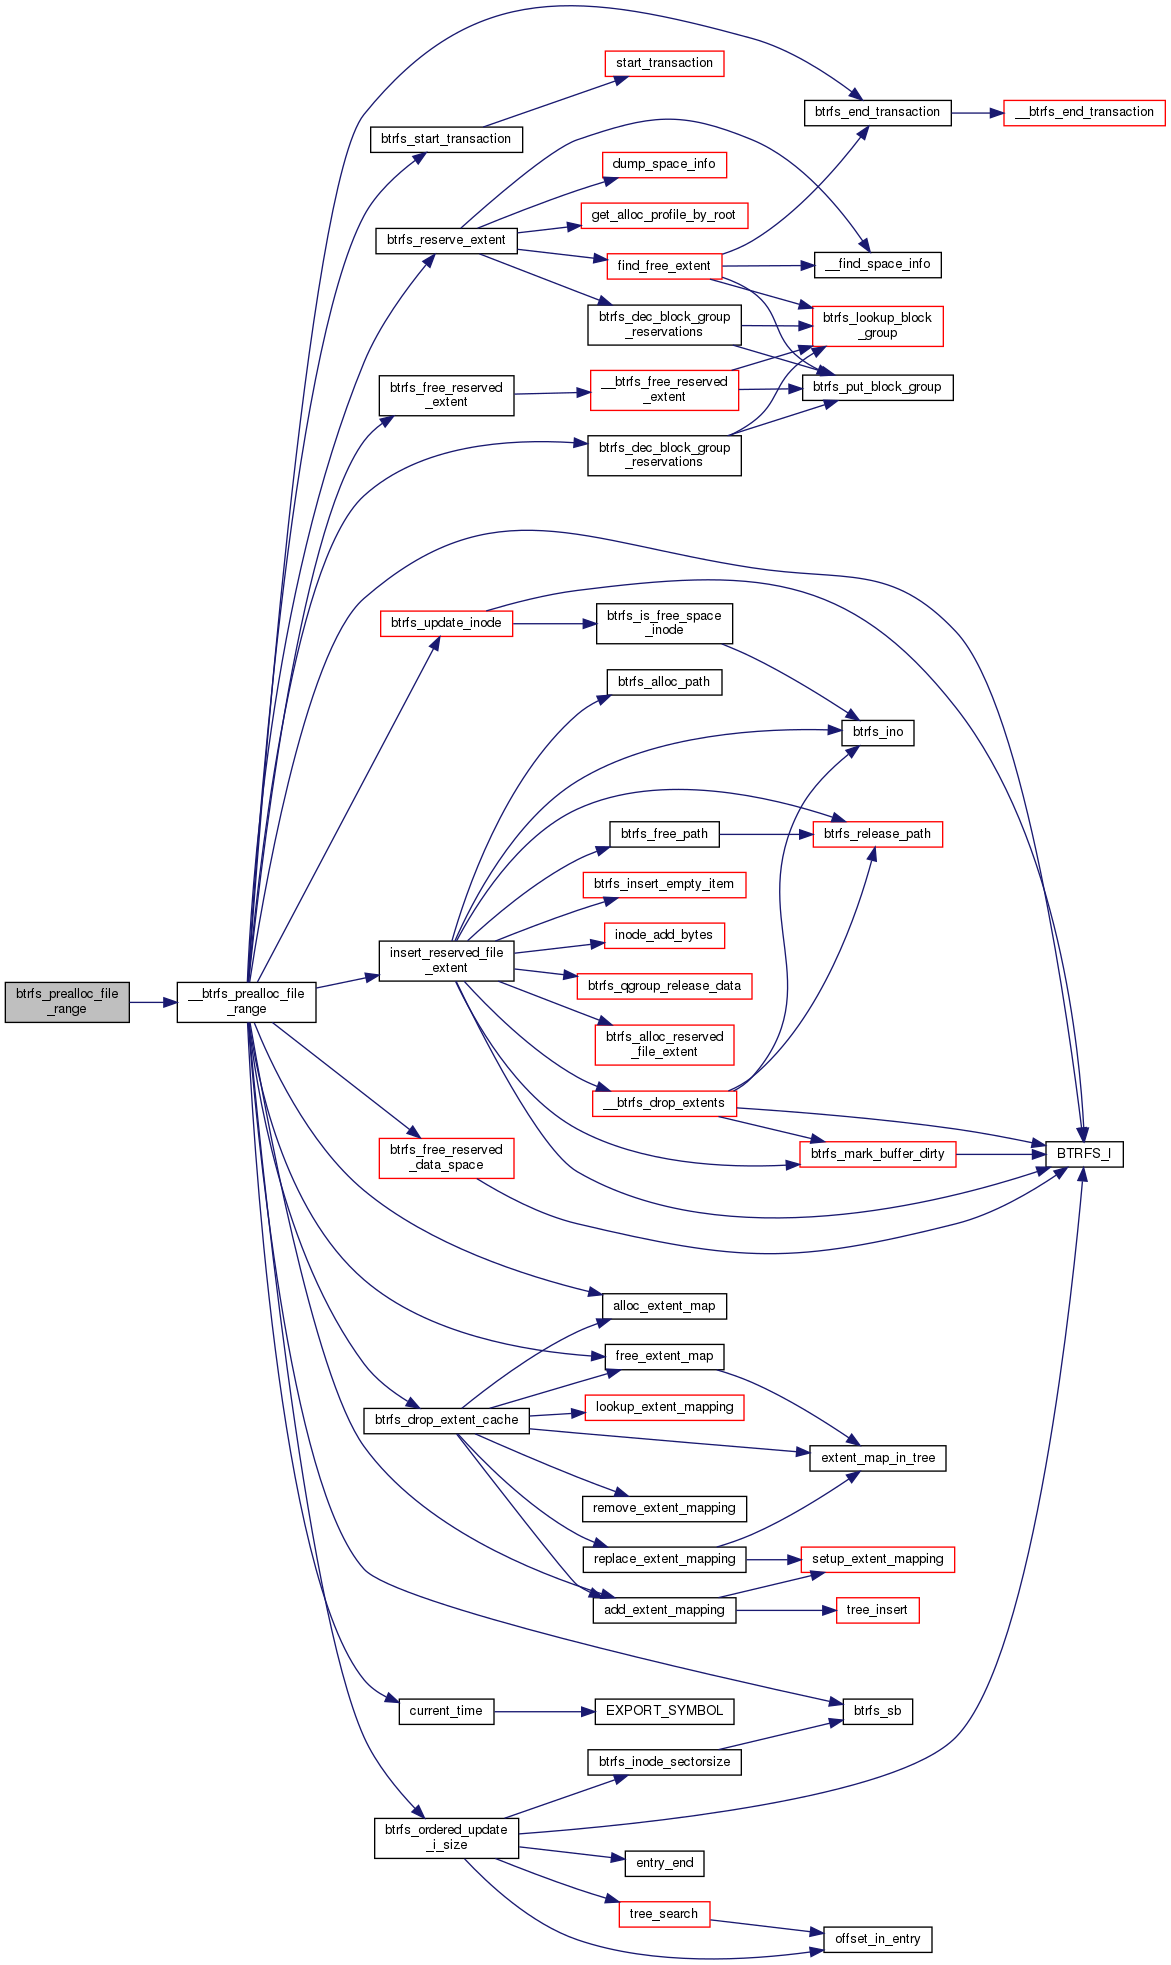 start_transaction
btrfs_end_transaction
__btrfs_end_transaction
btrfs_start_transaction
dump_space_info
get_alloc_profile_by_root
btrfs_reserve_extent
find_free_extent
__find_space_info
btrfs_dec_block_group
_reservations
btrfs_lookup_block
_group
btrfs_free_reserved
_extent
__btrfs_free_reserved
_extent
btrfs_put_block_group
btrfs_dec_block_group
_reservations
btrfs_update_inode
btrfs_is_free_space
_inode
btrfs_alloc_path
btrfs_ino
btrfs_free_path
btrfs_release_path
btrfs_insert_empty_item
inode_add_bytes
insert_reserved_file
_extent
btrfs_qgroup_release_data
btrfs_prealloc_file
_range
__btrfs_prealloc_file
_range
btrfs_alloc_reserved
_file_extent
__btrfs_drop_extents
btrfs_free_reserved
_data_space
btrfs_mark_buffer_dirty
BTRFS_I
alloc_extent_map
free_extent_map
lookup_extent_mapping
btrfs_drop_extent_cache
extent_map_in_tree
remove_extent_mapping
replace_extent_mapping
setup_extent_mapping
add_extent_mapping
tree_insert
current_time
EXPORT_SYMBOL
btrfs_sb
btrfs_inode_sectorsize
btrfs_ordered_update
_i_size
entry_end
tree_search
offset_in_entry